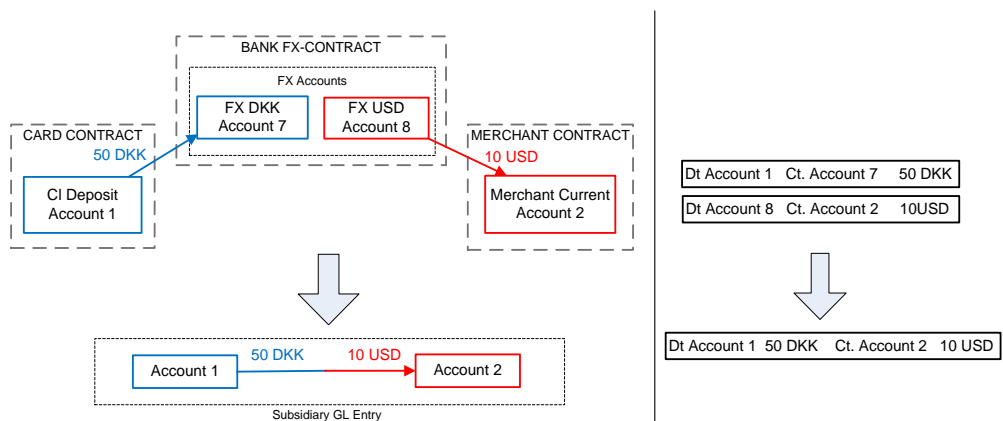 BANK FX-CONTRACT
FX Accounts
FX DKK
Account 7
FX USD
Account 8
CARD CONTRACT
50 DKK
CI Deposit
Account 1
MERCHANT CONTRACT
10 USD
Merchant Current
Account 2
50 DKK
10 USD
Account 1
Account 2
Subsidiary GL Entry
Dt Account 1 Ct. Account 7 50 DKK
Dt Account 8 Ct. Account 2 10USD
Dt Account 1 50 DKK Ct. Account 2 10 USD